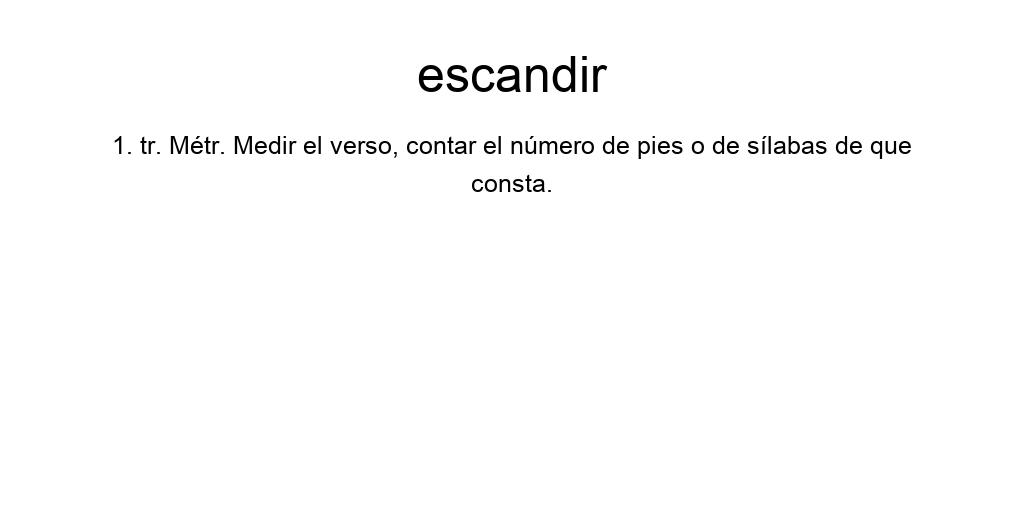 escandir
1. tr. Métr. Medir el verso, contar el número de pies o de sílabas de que
consta.